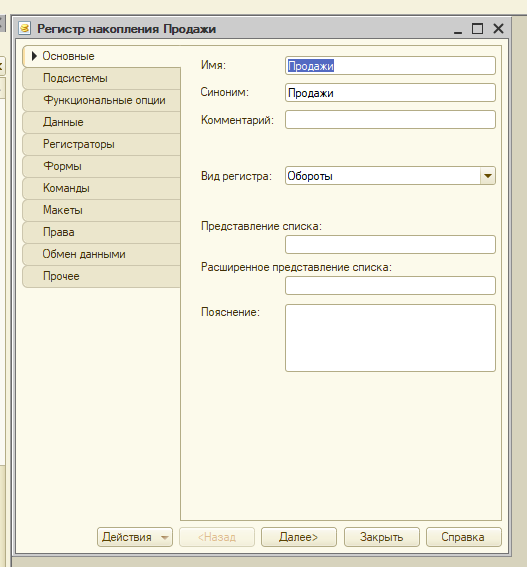 Регистр накопления Продажи
Основные
Подсистемы
Функциональные опции
Данные
Регистраторы
Формы
Команды
Макеты
Права
Обмен данными
Прочее
Имя: Продажи
Синоним: Продажи
Комментарий:
Вид регистра: Обороты
Представление списка:
Расширенное представление списка:
Пояснение:
Действия <Назад Далее> Закрыть Справка